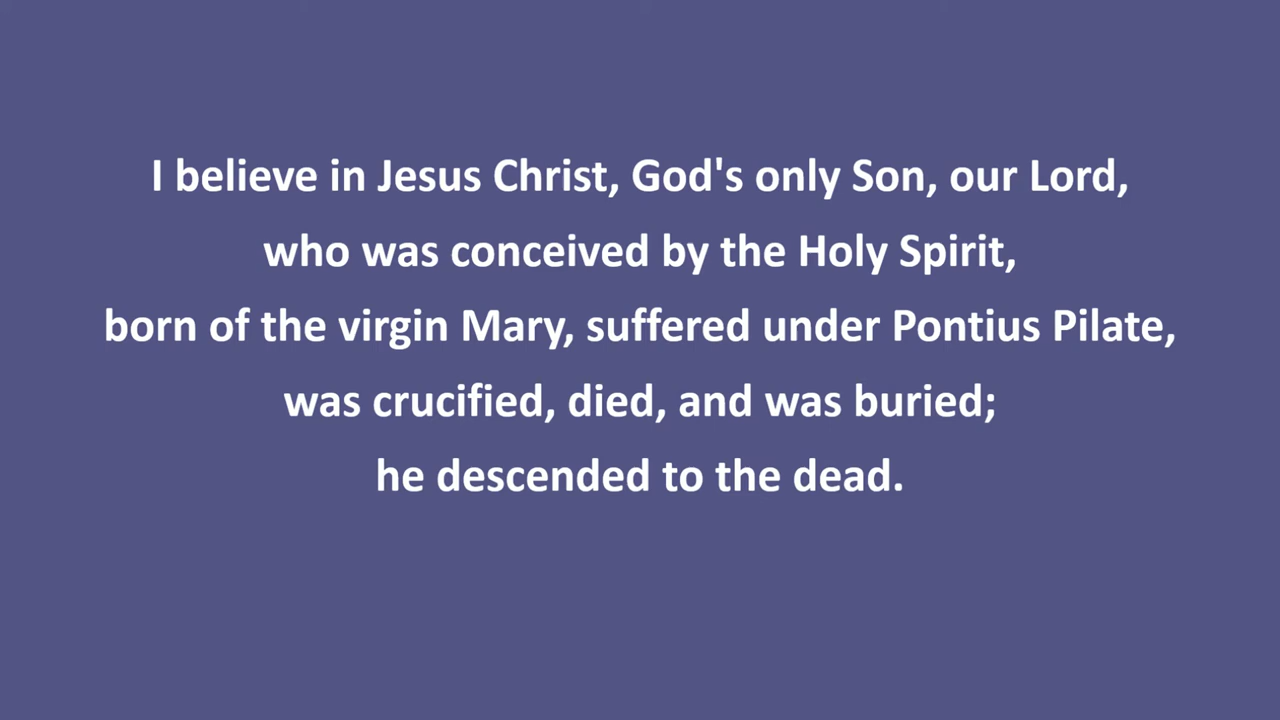 I believe in Jesus Christ, God's only Son, our Lord,
who was conceived by the Holy Spirit,
born of the virgin Mary, suffered under Pontius Pilate,
was crucified, died, and was buried;
he descended to the dead.